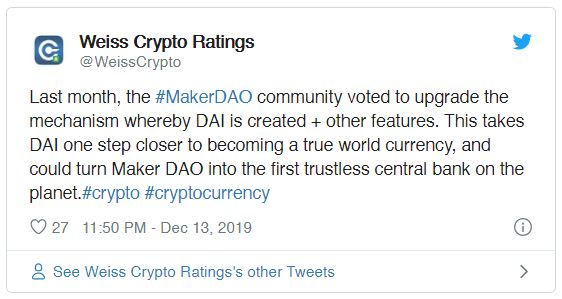 Weiss Crypto Ratings
@WeissCrypto
Last month, the #MakerDAO community voted to upgrade the
mechanism whereby DAI is created + other features. This takes
DAI one step closer to becoming a true world currency, and
could turn Maker DAO into the first trustless central bank on the
planet.#crypto #cryptocurrency
27 11:50 PM - Dec 13, 2019
See Weiss Crypto Ratings's other Tweets